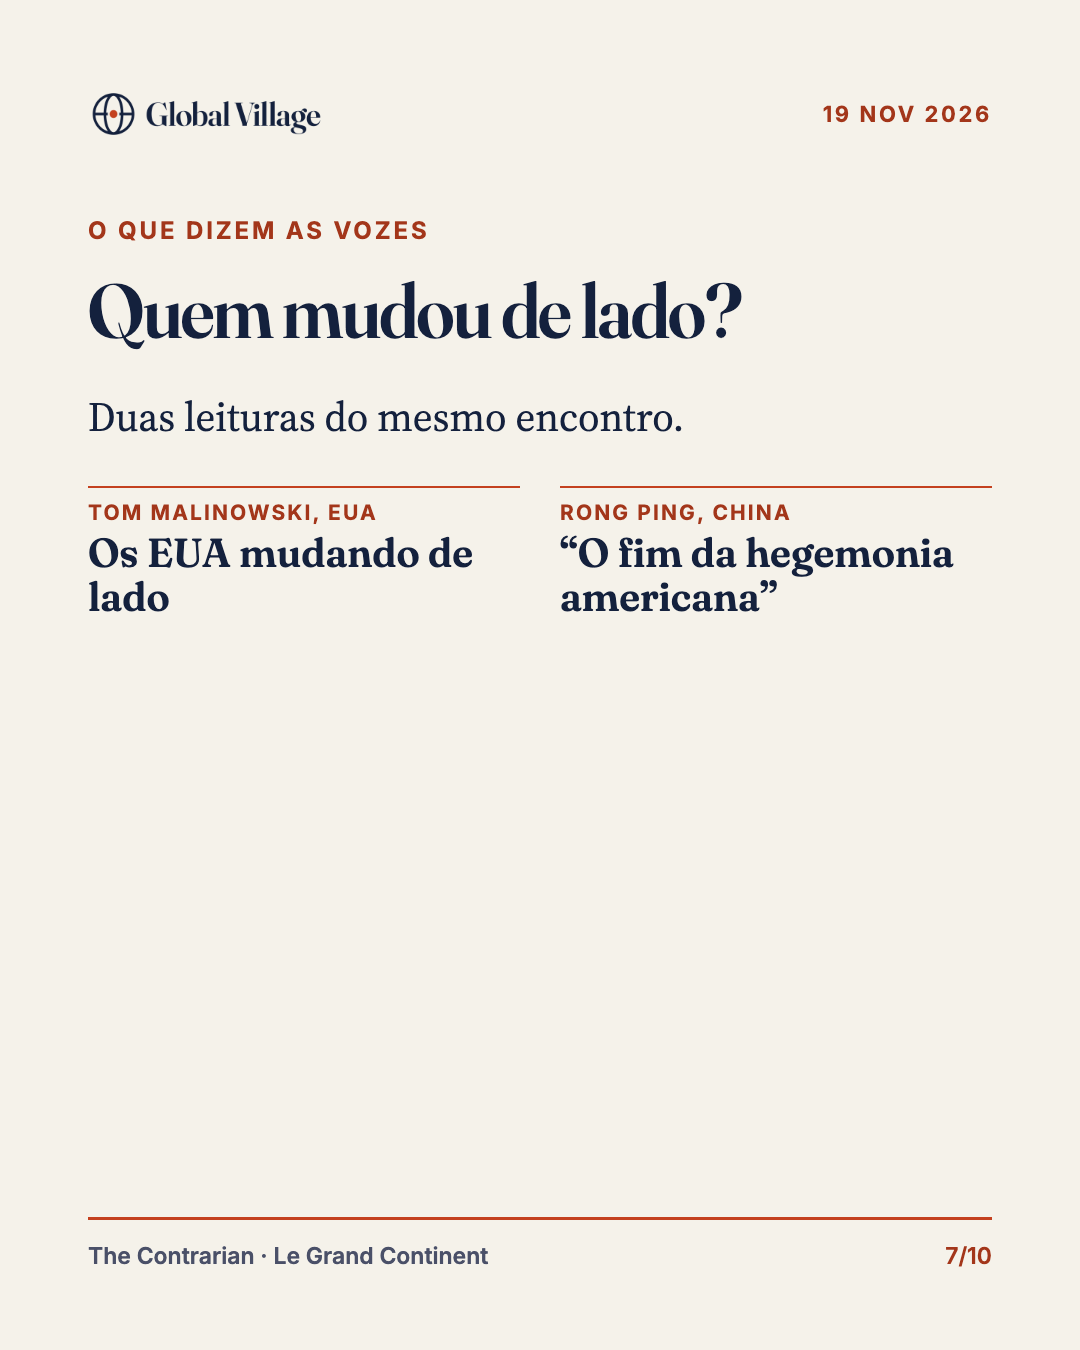 Global Village
19 NOV 2026
O QUE DIZEM AS VOZES
Quem mudou de lado?
Duas leituras do mesmo encontro.
TOM MALINOWSKI, EUA
Os EUA mudando de
lado
RONG PING, CHINA
“O fim da hegemonia
americana”
The Contrarian · Le Grand Continent
7/10